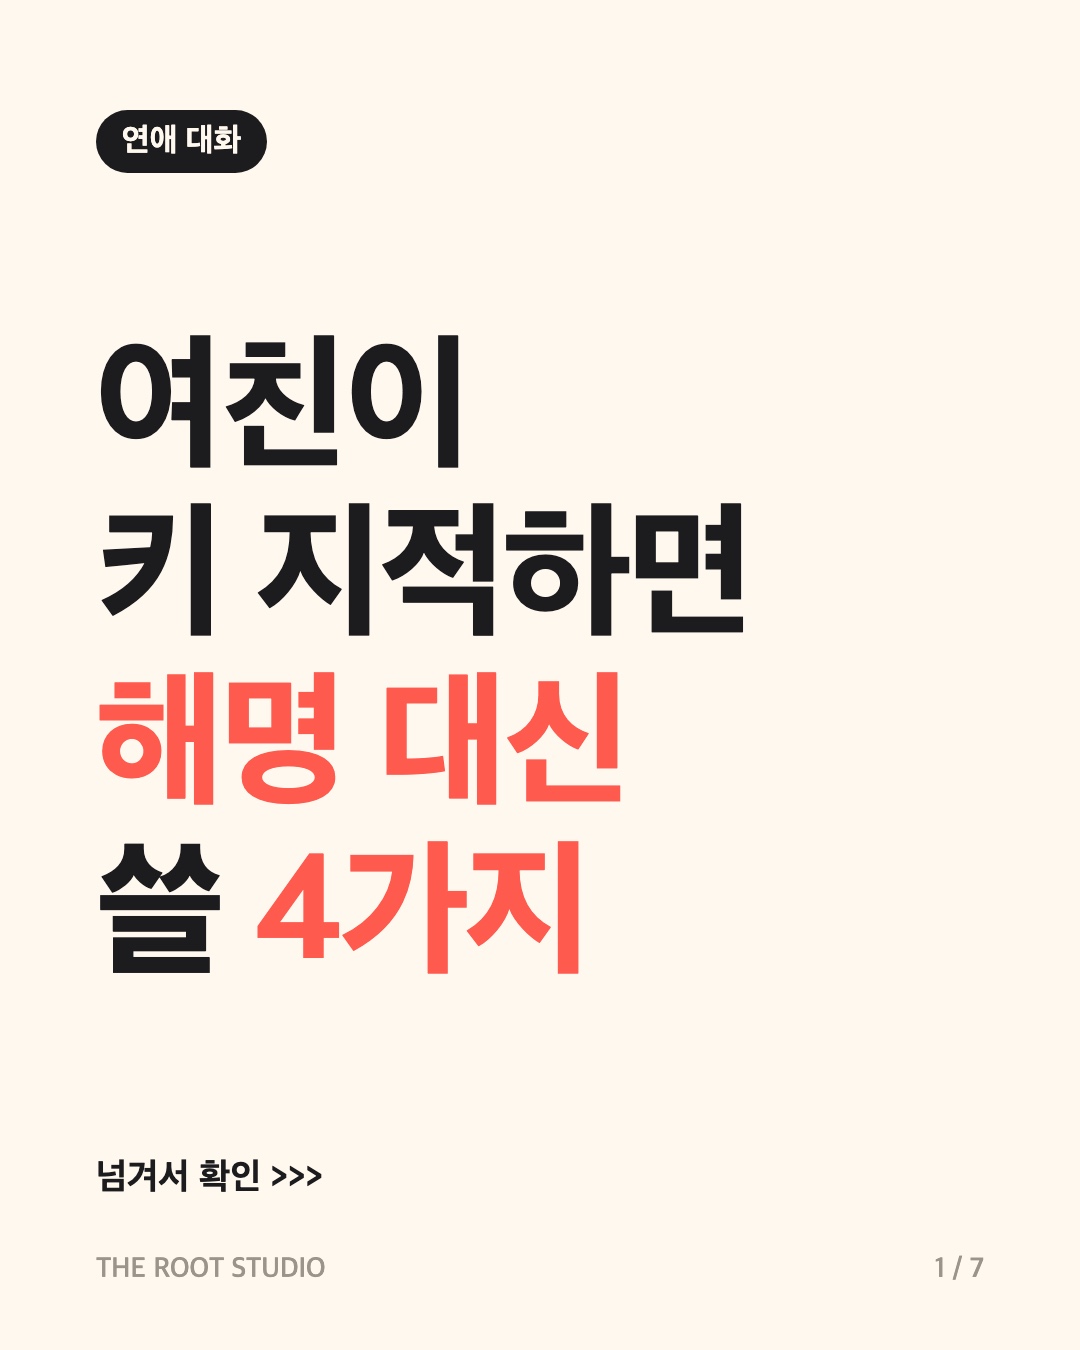 연애 대화
여친이
키 지적하면
해명 대신
쓸 4가지
넘겨서 확인 >>>
THE ROOT STUDIO
1 / 7